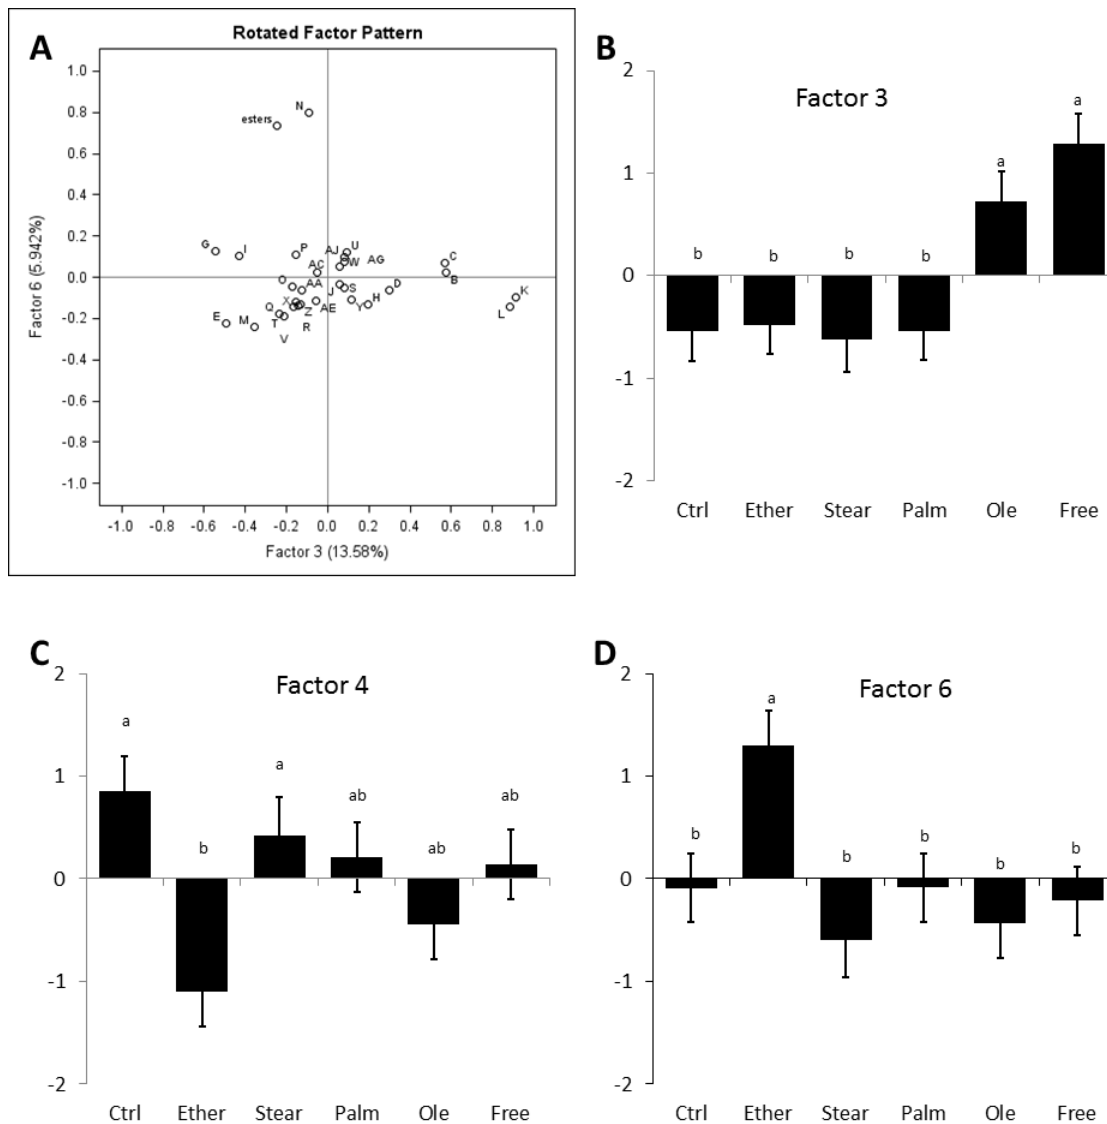 A
Rotated Factor Pattern
1.0
0.8
0.6
0.4
0.2
0.0
-0.2
-0.4
-0.6
-0.8
-1.0
Factor 6 (5.942%)
N
esters
G
I
P
AJ
U
W
AG
AC
C
B
AA
J
S
D
K
X
AE
Y
H
L
Q
Z
E
M
T
R
V
-1.0 -0.8 -0.6 -0.4 -0.2 0.0 0.2 0.4 0.6 0.8 1.0
Factor 3 (13.58%)
B
Factor 3
2
1
0
-1
-2
b b b b a a
Ctrl Ether Stear Palm Ole Free
C
Factor 4
2
1
0
-1
-2
a b a ab ab ab
Ctrl Ether Stear Palm Ole Free
D
Factor 6
2
1
0
-1
-2
b a b b b b
Ctrl Ether Stear Palm Ole Free